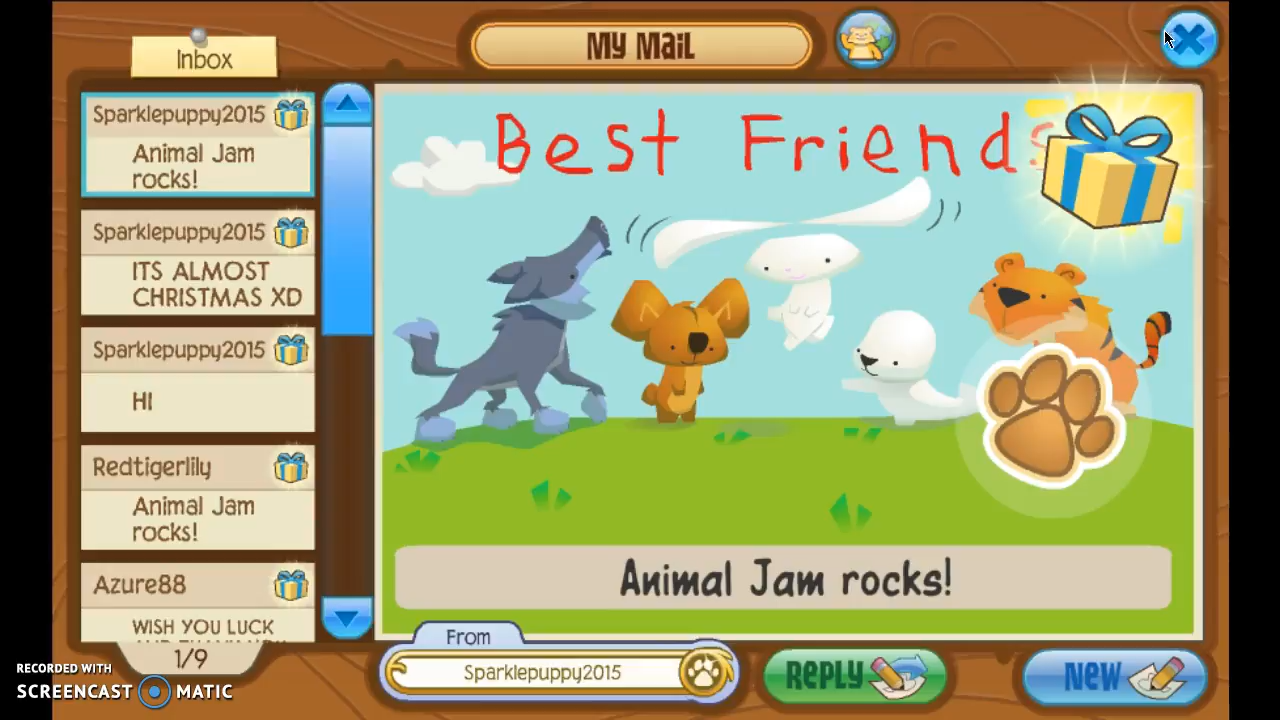 My Mail
Inbox
Sparklepuppy2015
Animal Jam
rocks!
Sparklepuppy2015
ITS ALMOST
CHRISTMAS XD
Sparklepuppy2015
HI
Redtigerlily
Animal Jam
rocks!
Azure88
WISH YOU LUCK
1/9
Best Friends
Animal Jam rocks!
From
Sparklepuppy2015
REPLY
NEW
RECORDED WITH
SCREENCAST MATIC